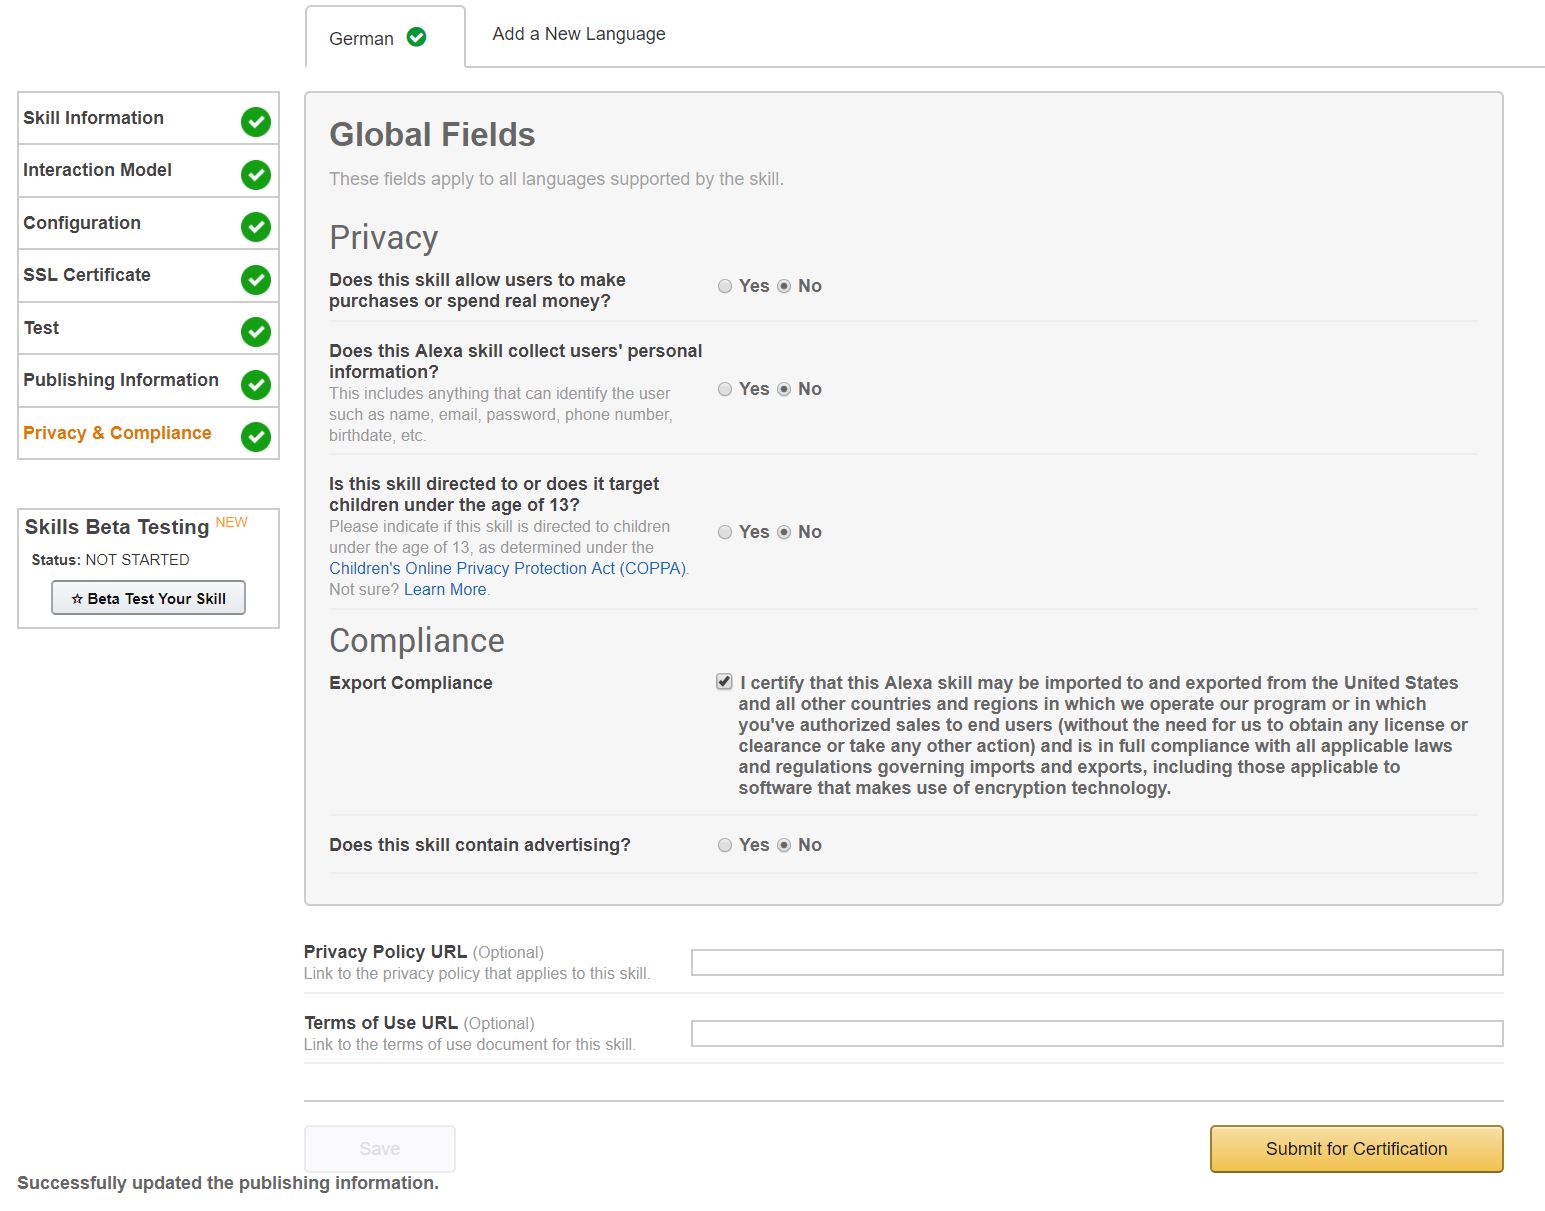 German
Add a New Language
Skill Information
Interaction Model
Configuration
SSL Certificate
Test
Publishing Information
Privacy & Compliance
Skills Beta Testing NEW
Status: NOT STARTED
☆ Beta Test Your Skill
Global Fields
These fields apply to all languages supported by the skill.
Privacy
Does this skill allow users to make
purchases or spend real money?
Yes No
Does this Alexa skill collect users' personal
information?
This includes anything that can identify the user
such as name, email, password, phone number,
birthdate, etc.
Yes No
Is this skill directed to or does it target
children under the age of 13?
Please indicate if this skill is directed to children
under the age of 13, as determined under the
Children's Online Privacy Protection Act (COPPA).
Not sure? Learn More.
Yes No
Compliance
Export Compliance
I certify that this Alexa skill may be imported to and exported from the United States
and all other countries and regions in which we operate our program or in which
you've authorized sales to end users (without the need for us to obtain any license or
clearance or take any other action) and is in full compliance with all applicable laws
and regulations governing imports and exports, including those applicable to
software that makes use of encryption technology.
Does this skill contain advertising?
Yes No
Privacy Policy URL (Optional)
Link to the privacy policy that applies to this skill.
Terms of Use URL (Optional)
Link to the terms of use document for this skill.
Save
Submit for Certification
Successfully updated the publishing information.